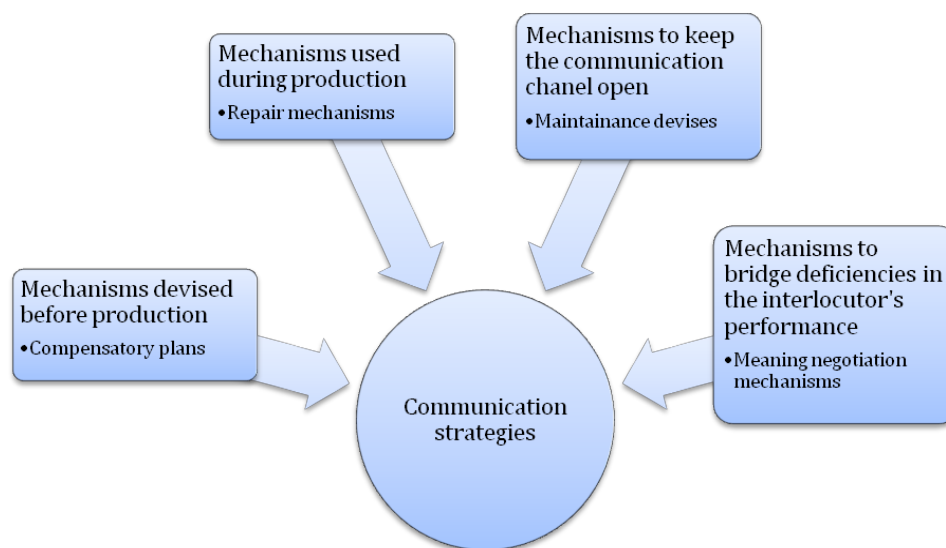 Mechanisms used
during production
•Repair mechanisms
Mechanisms to keep
the communication
chanel open
•Maintainance devises
Mechanisms devised
before production
•Compensatory plans
Mechanisms to
bridge deficiencies in
the interlocutor's
performance
•Meaning negotiation
mechanisms
Communication
strategies